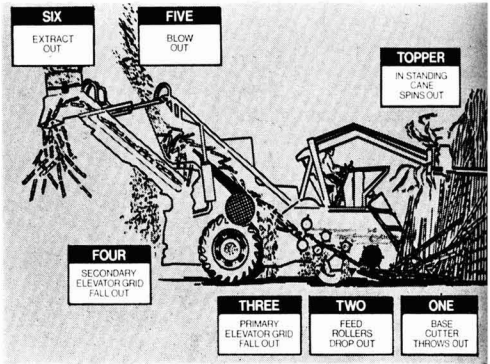 SIX
EXTRACT
OUT
FIVE
BLOW
OUT
TOPPER
IN STANDING
CANE
SPINS OUT
FOUR
SECONDARY
ELEVATOR GRID
FALL OUT
THREE
PRIMARY
ELEVATOR GRID
FALL OUT
TWO
FEED
ROLLERS
DROP OUT
ONE
BASE
CUTTER
THROWS OUT